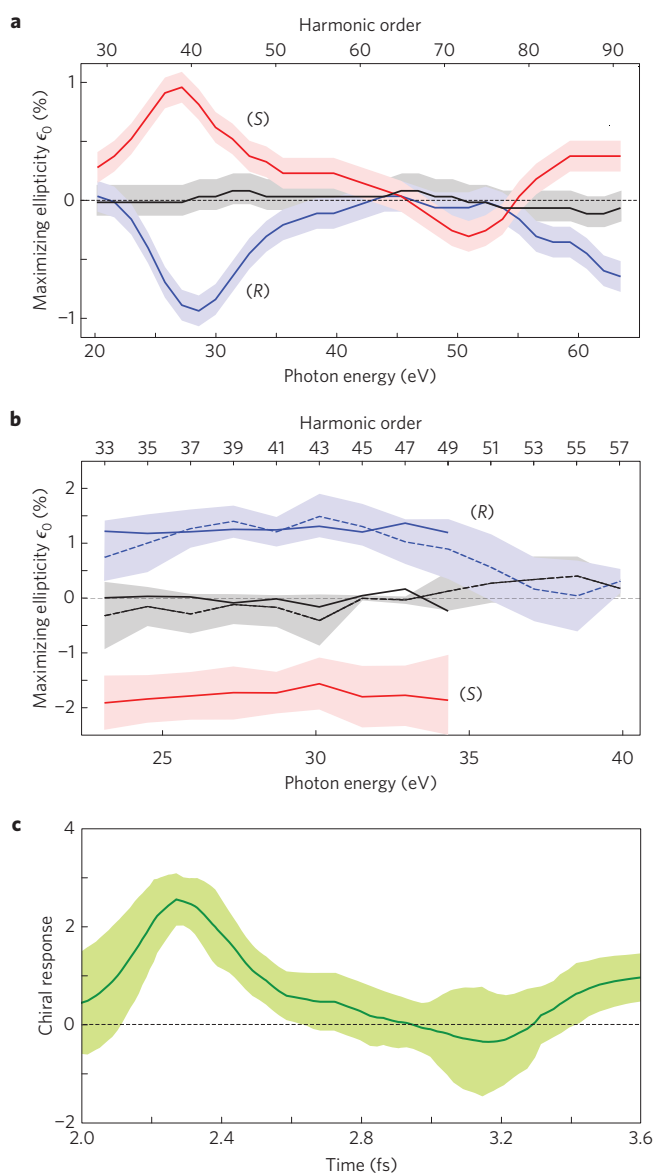 a
Harmonic order
30 40 50 60 70 80 90
Maximizing ellipticity ϵ₀ (%)
1
0
−1
(S)
(R)
20 30 40 50 60
Photon energy (eV)
b
Harmonic order
33 35 37 39 41 43 45 47 49 51 53 55 57
Maximizing ellipticity ϵ₀ (%)
2
1
0
−1
−2
(R)
(S)
25 30 35 40
Photon energy (eV)
c
Chiral response
4
2
0
−2
2.0 2.4 2.8 3.2 3.6
Time (fs)